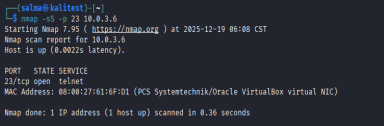 ┌──(salma㉿kalitest)-[~]
└─$ nmap -sS -p 23 10.0.3.6
Starting Nmap 7.95 ( https://nmap.org ) at 2025-12-19 06:08 CST
Nmap scan report for 10.0.3.6
Host is up (0.0022s latency).
PORT   STATE SERVICE
23/tcp open  telnet
MAC Address: 08:00:27:61:6F:D1 (PCS Systemtechnik/Oracle VirtualBox virtual NIC)
Nmap done: 1 IP address (1 host up) scanned in 0.36 seconds